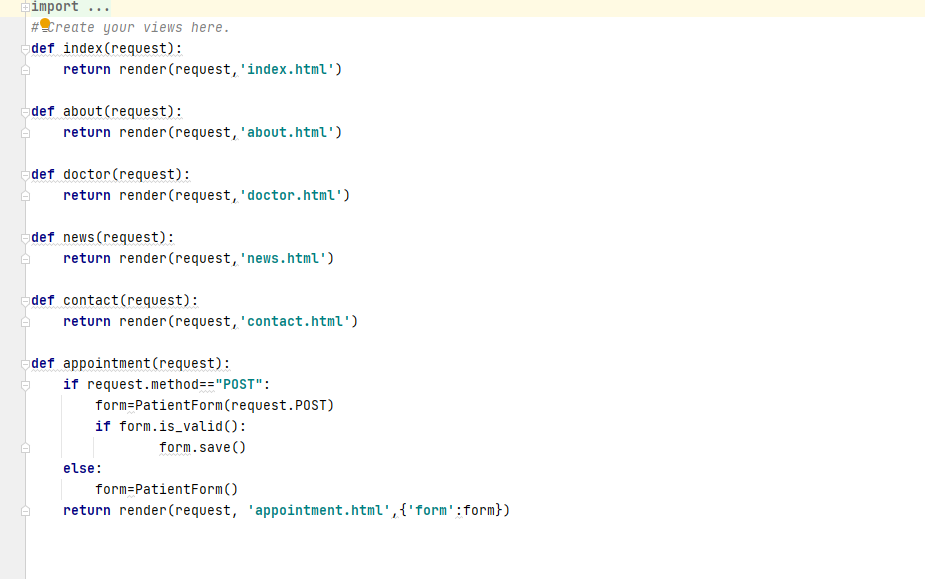 import ...
# Create your views here.
def index(request):
    return render(request,'index.html')
def about(request):
    return render(request,'about.html')
def doctor(request):
    return render(request,'doctor.html')
def news(request):
    return render(request,'news.html')
def contact(request):
    return render(request,'contact.html')
def appointment(request):
    if request.method=="POST":
        form=PatientForm(request.POST)
        if form.is_valid():
                form.save()
    else:
        form=PatientForm()
    return render(request, 'appointment.html',{'form':form})